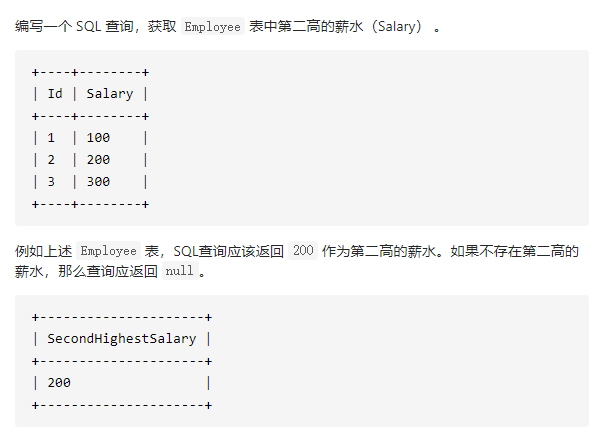 编写一个 SQL 查询，获取 Employee 表中第二高的薪水（Salary） 。
+----+--------+
| Id | Salary |
+----+--------+
| 1  | 100    |
| 2  | 200    |
| 3  | 300    |
+----+--------+
例如上述 Employee 表，SQL查询应该返回 200 作为第二高的薪水。如果不存在第二高的
薪水，那么查询应返回 null。
+---------------------+
| SecondHighestSalary |
+---------------------+
| 200                 |
+---------------------+